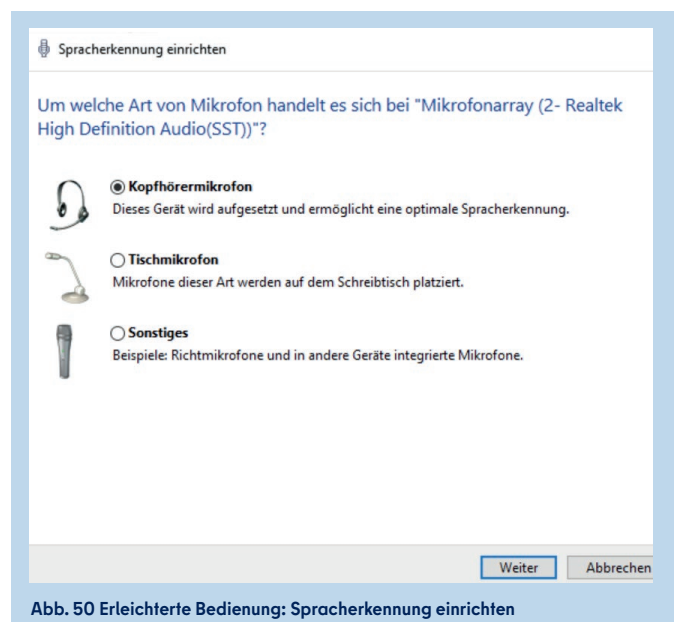 Spracherkennung einrichten
Um welche Art von Mikrofon handelt es sich bei "Mikrofonarray (2- Realtek
High Definition Audio(SST))"?
Kopfhörermikrofon
Dieses Gerät wird aufgesetzt und ermöglicht eine optimale Spracherkennung.
Tischmikrofon
Mikrofone dieser Art werden auf dem Schreibtisch platziert.
Sonstiges
Beispiele: Richtmikrofone und in andere Geräte integrierte Mikrofone.
Weiter Abbrechen
Abb. 50 Erleichterte Bedienung: Spracherkennung einrichten